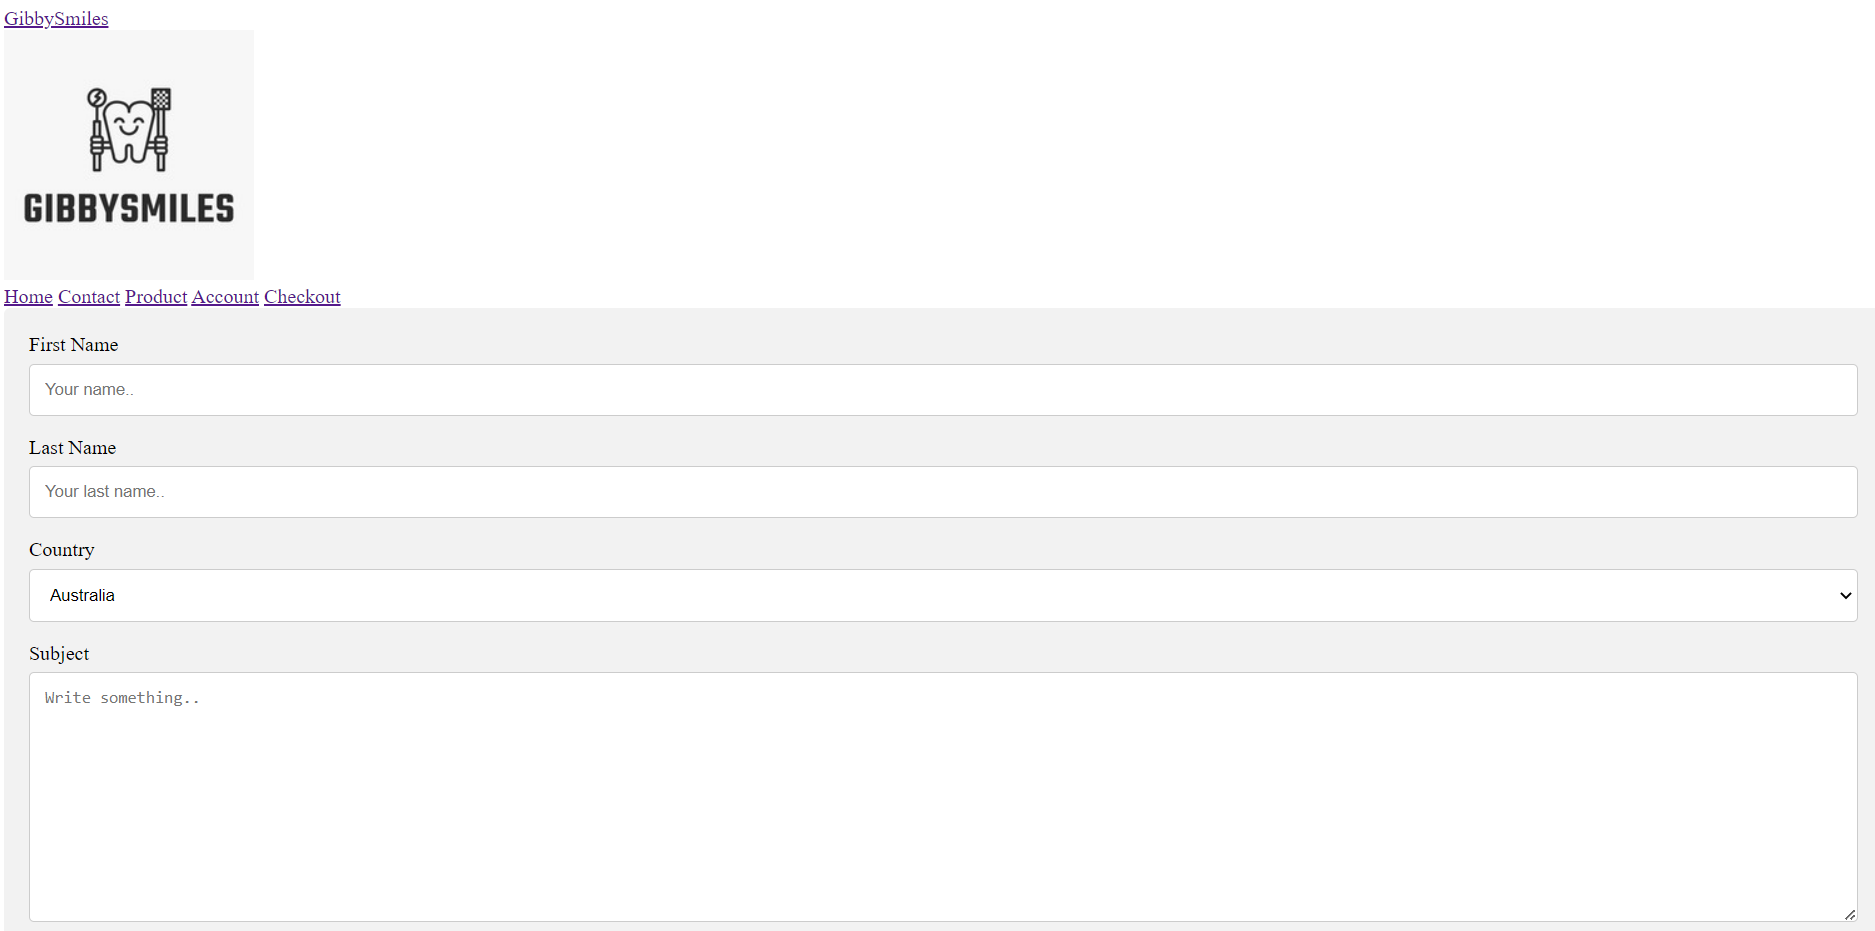 GibbySmiles
GIBBYSMILES
Home Contact Product Account Checkout
First Name
Your name..
Last Name
Your last name..
Country
Australia
Subject
Write something..